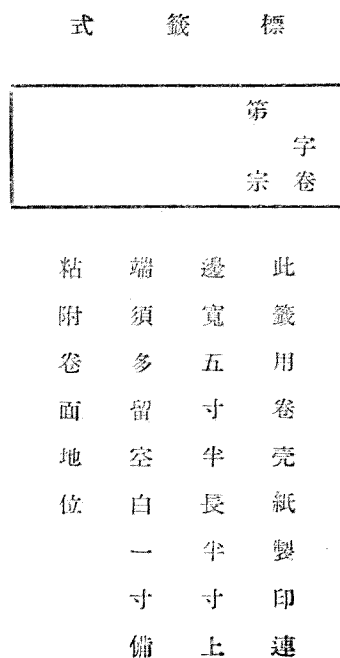 標籤式
字卷
第宗
此籤用卷壳紙製印連
邊寬五寸半長半寸上
端須多留空白一寸備
粘附卷面地位